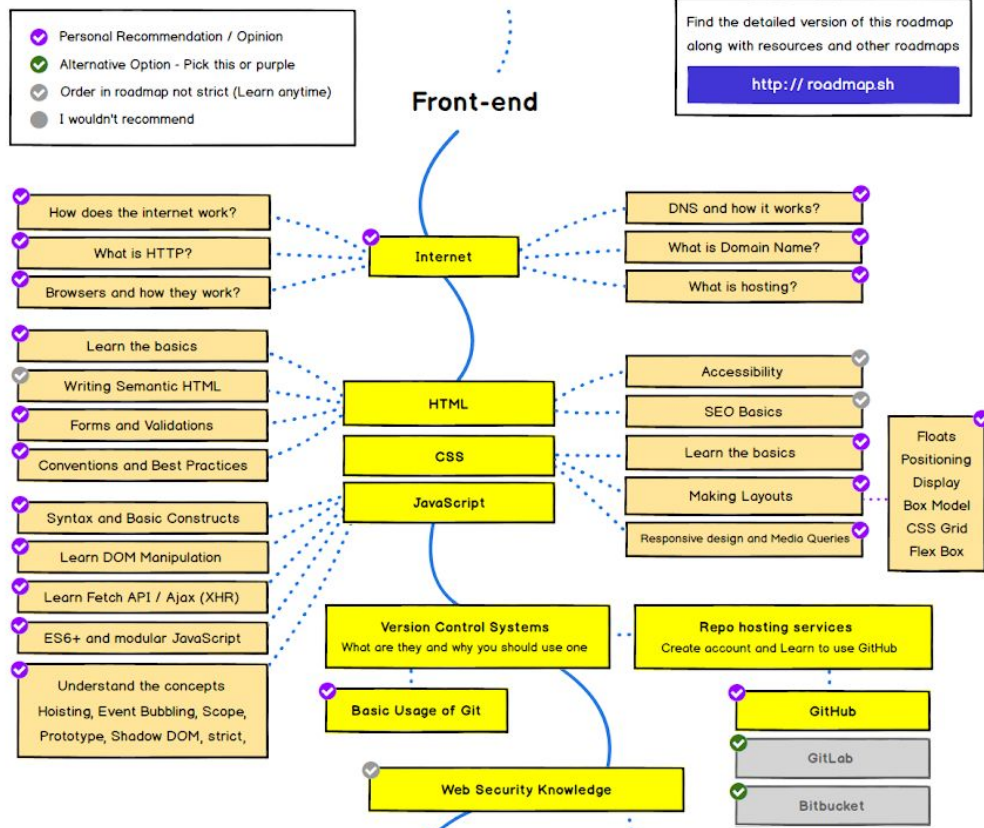 Personal Recommendation / Opinion
Alternative Option - Pick this or purple
Order in roadmap not strict (Learn anytime)
I wouldn't recommend
Find the detailed version of this roadmap
along with resources and other roadmaps
http:// roadmap.sh
Front-end
How does the internet work?
What is HTTP?
Browsers and how they work?
Internet
DNS and how it works?
What is Domain Name?
What is hosting?
Learn the basics
Writing Semantic HTML
Forms and Validations
Conventions and Best Practices
HTML
CSS
JavaScript
Accessibility
SEO Basics
Learn the basics
Making Layouts
Responsive design and Media Queries
Floats
Positioning
Display
Box Model
CSS Grid
Flex Box
Syntax and Basic Constructs
Learn DOM Manipulation
Learn Fetch API / Ajax (XHR)
ES6+ and modular JavaScript
Understand the concepts
Hoisting, Event Bubbling, Scope,
Prototype, Shadow DOM, strict,
Version Control Systems
What are they and why you should use one
Repo hosting services
Create account and Learn to use GitHub
Basic Usage of Git
GitHub
GitLab
Bitbucket
Web Security Knowledge